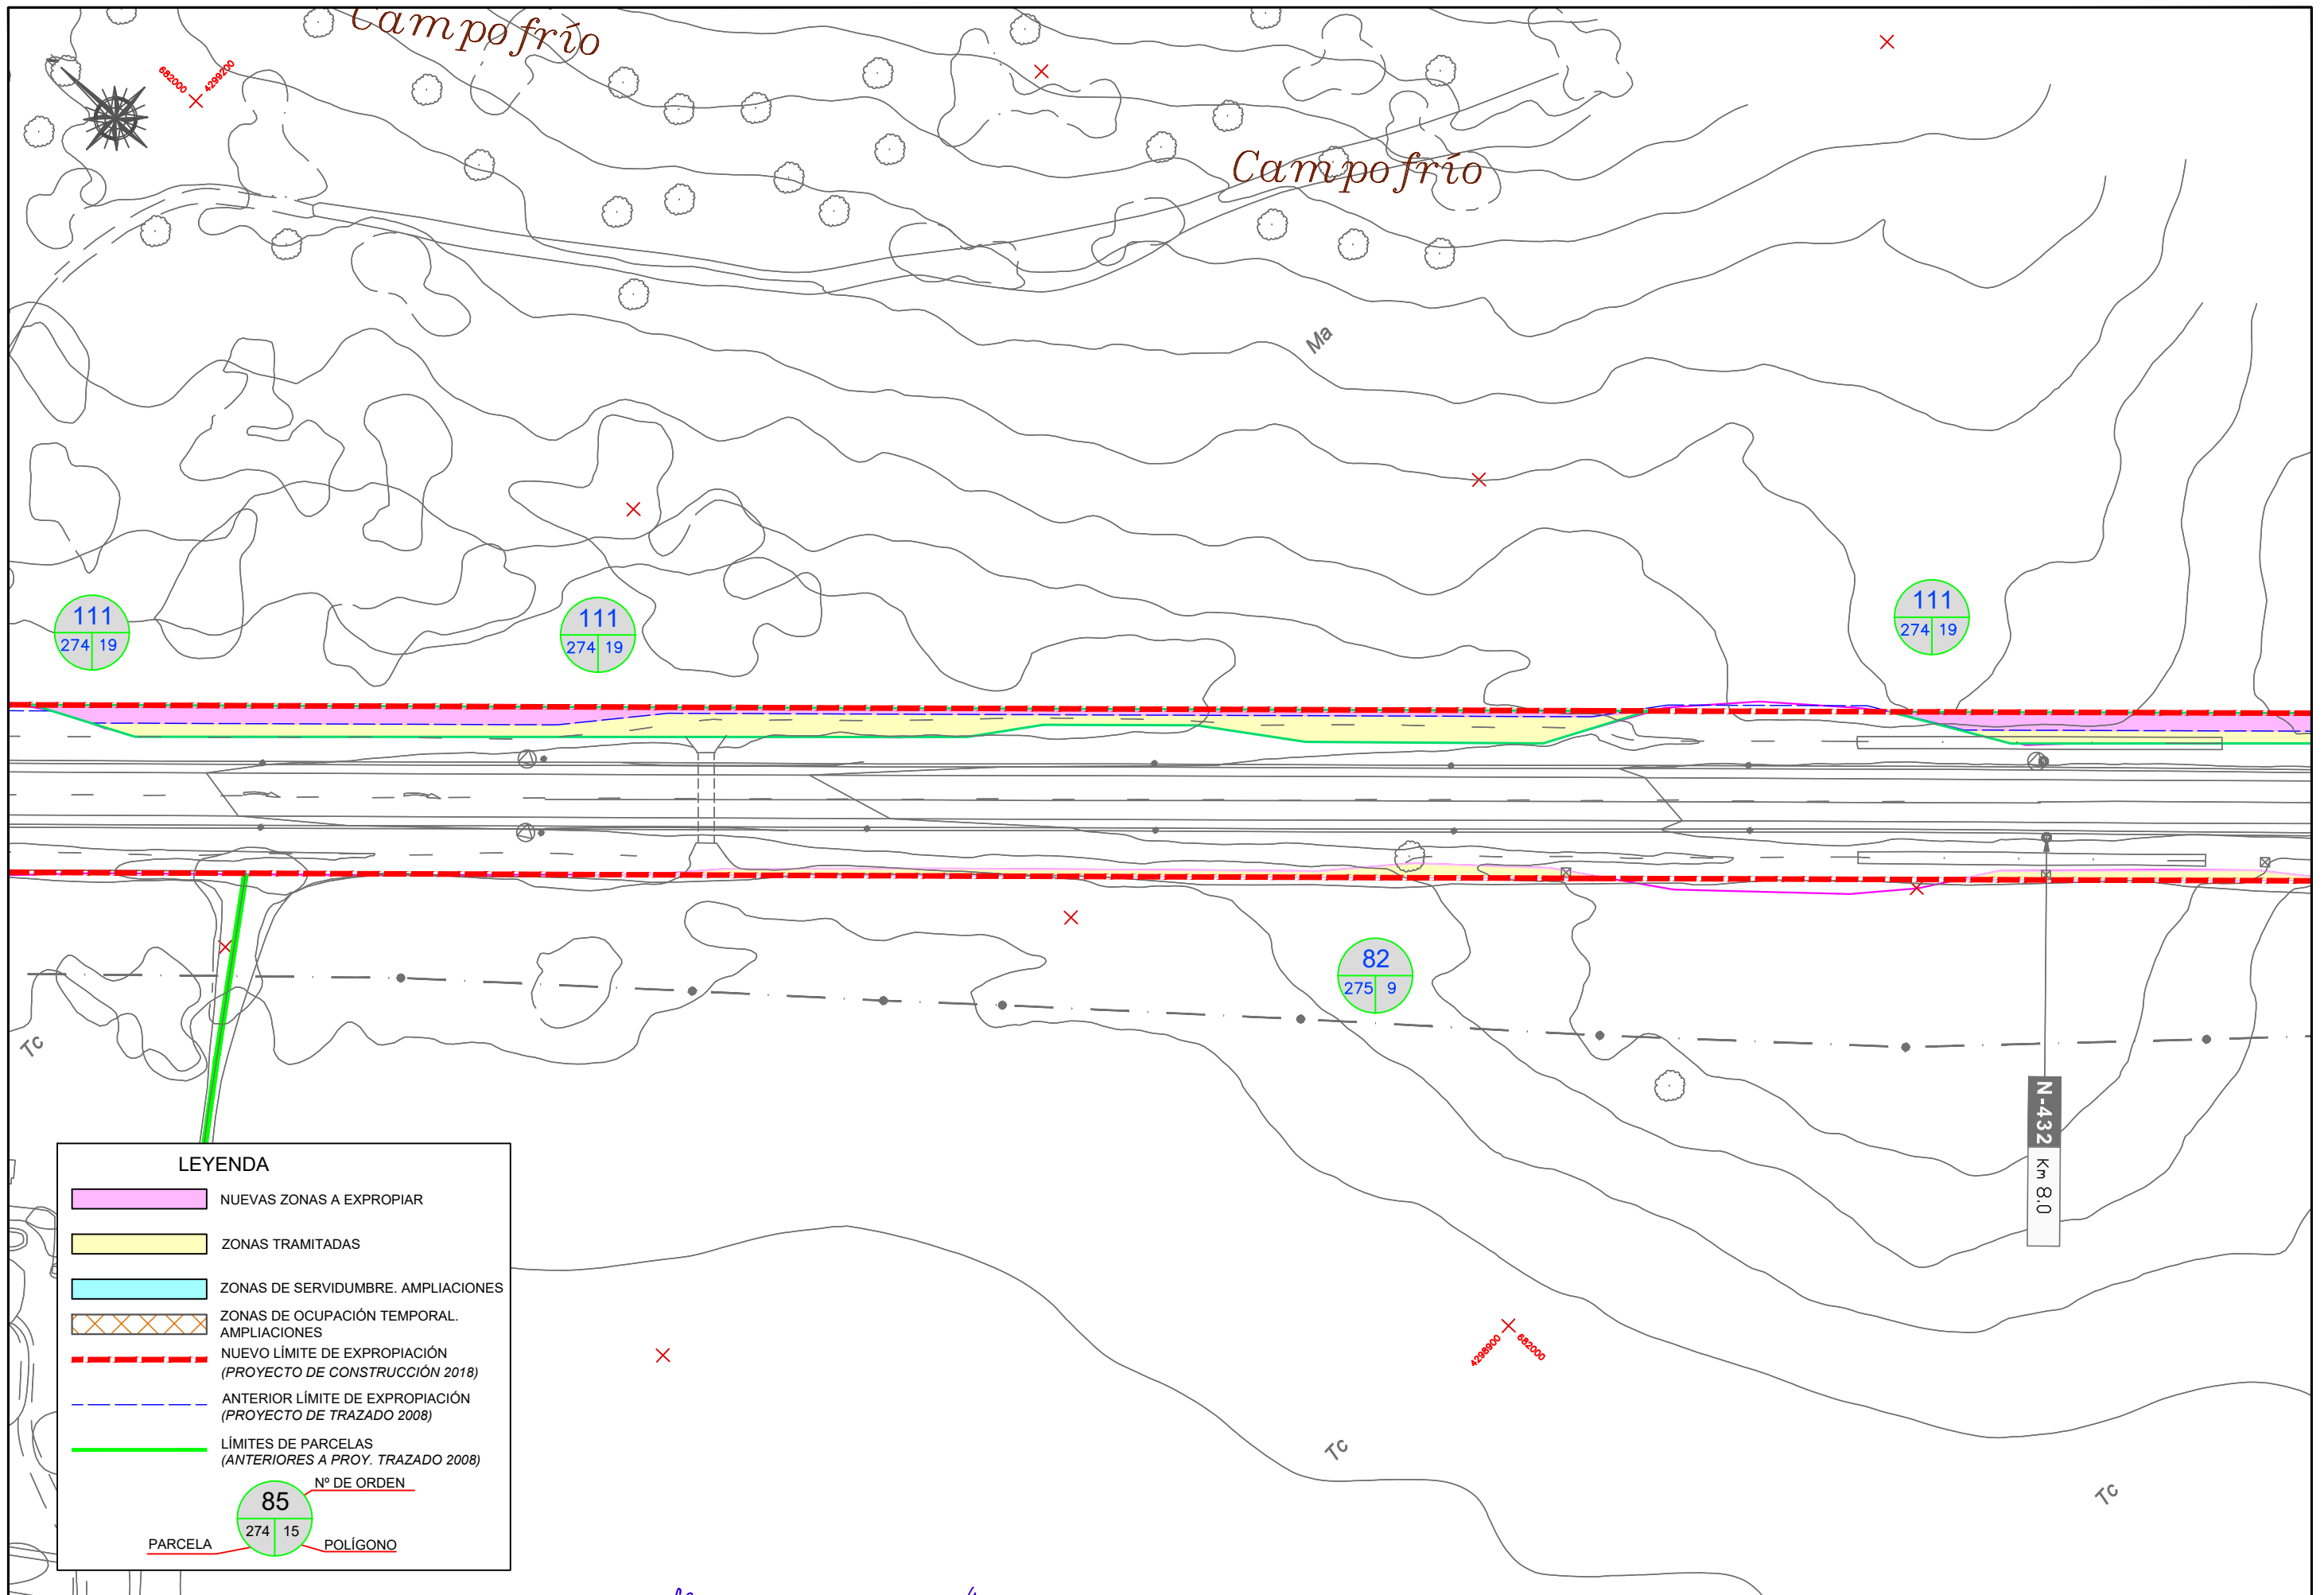 Campofrío
682000
4299200
Campofrío
Ma
111
274 19
111
274 19
111
274 19
82
275 9
Tc
N-432 Km 8.0
LEYENDA
NUEVAS ZONAS A EXPROPIAR
ZONAS TRAMITADAS
ZONAS DE SERVIDUMBRE. AMPLIACIONES
ZONAS DE OCUPACIÓN TEMPORAL.
AMPLIACIONES
NUEVO LÍMITE DE EXPROPIACIÓN
(PROYECTO DE CONSTRUCCIÓN 2018)
ANTERIOR LÍMITE DE EXPROPIACIÓN
(PROYECTO DE TRAZADO 2008)
LÍMITES DE PARCELAS
(ANTERIORES A PROY. TRAZADO 2008)
Nº DE ORDEN
85
274 15
PARCELA
POLÍGONO
4298900
682000
Tc
Tc